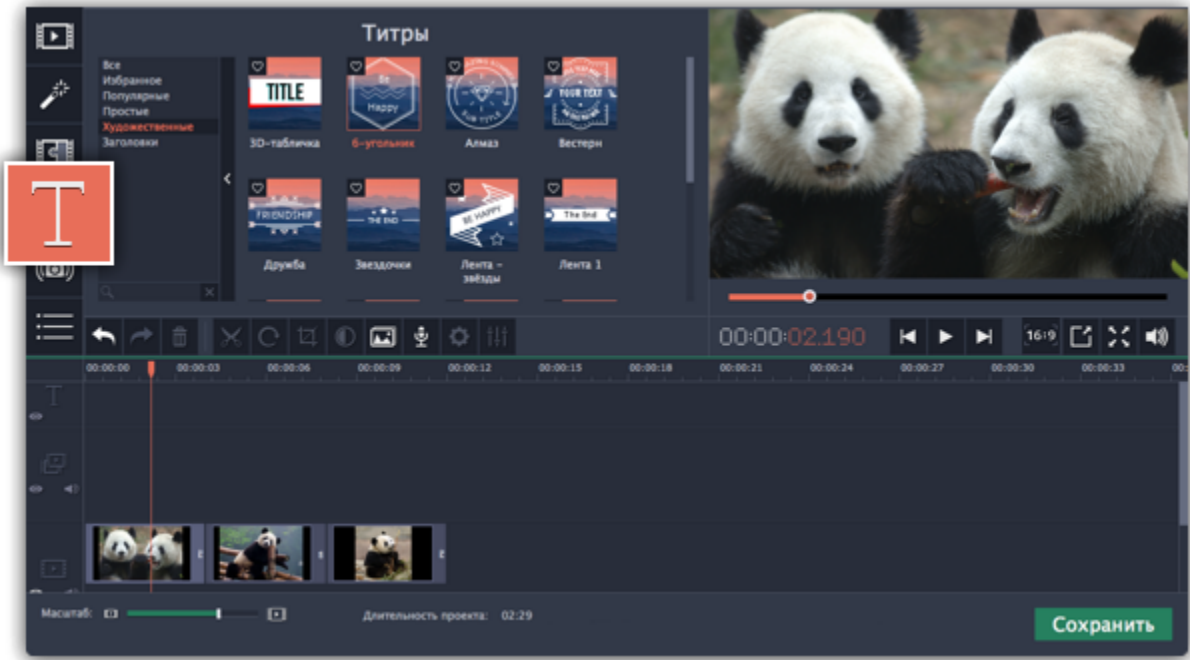 Титры
Все
Избранное
Популярные
Простые
Художественные
Заголовки
TITLE
Be
Happy
SUB TITLE
YOUR TEXT
3D-табличка
6-угольник
Алмаз
Вестерн
FRIENDSHIP
THE END
BE HAPPY
The End
Дружба
Звездочки
Лента -
звёзды
Лента 1
T
00:00:02.190
16:9
00:00:00
00:00:03
00:00:06
00:00:09
00:00:12
00:00:15
00:00:18
00:00:21
00:00:24
00:00:27
00:00:30
00:00:33
00:
T
Масштаб:
Длительность проекта: 02:29
Сохранить